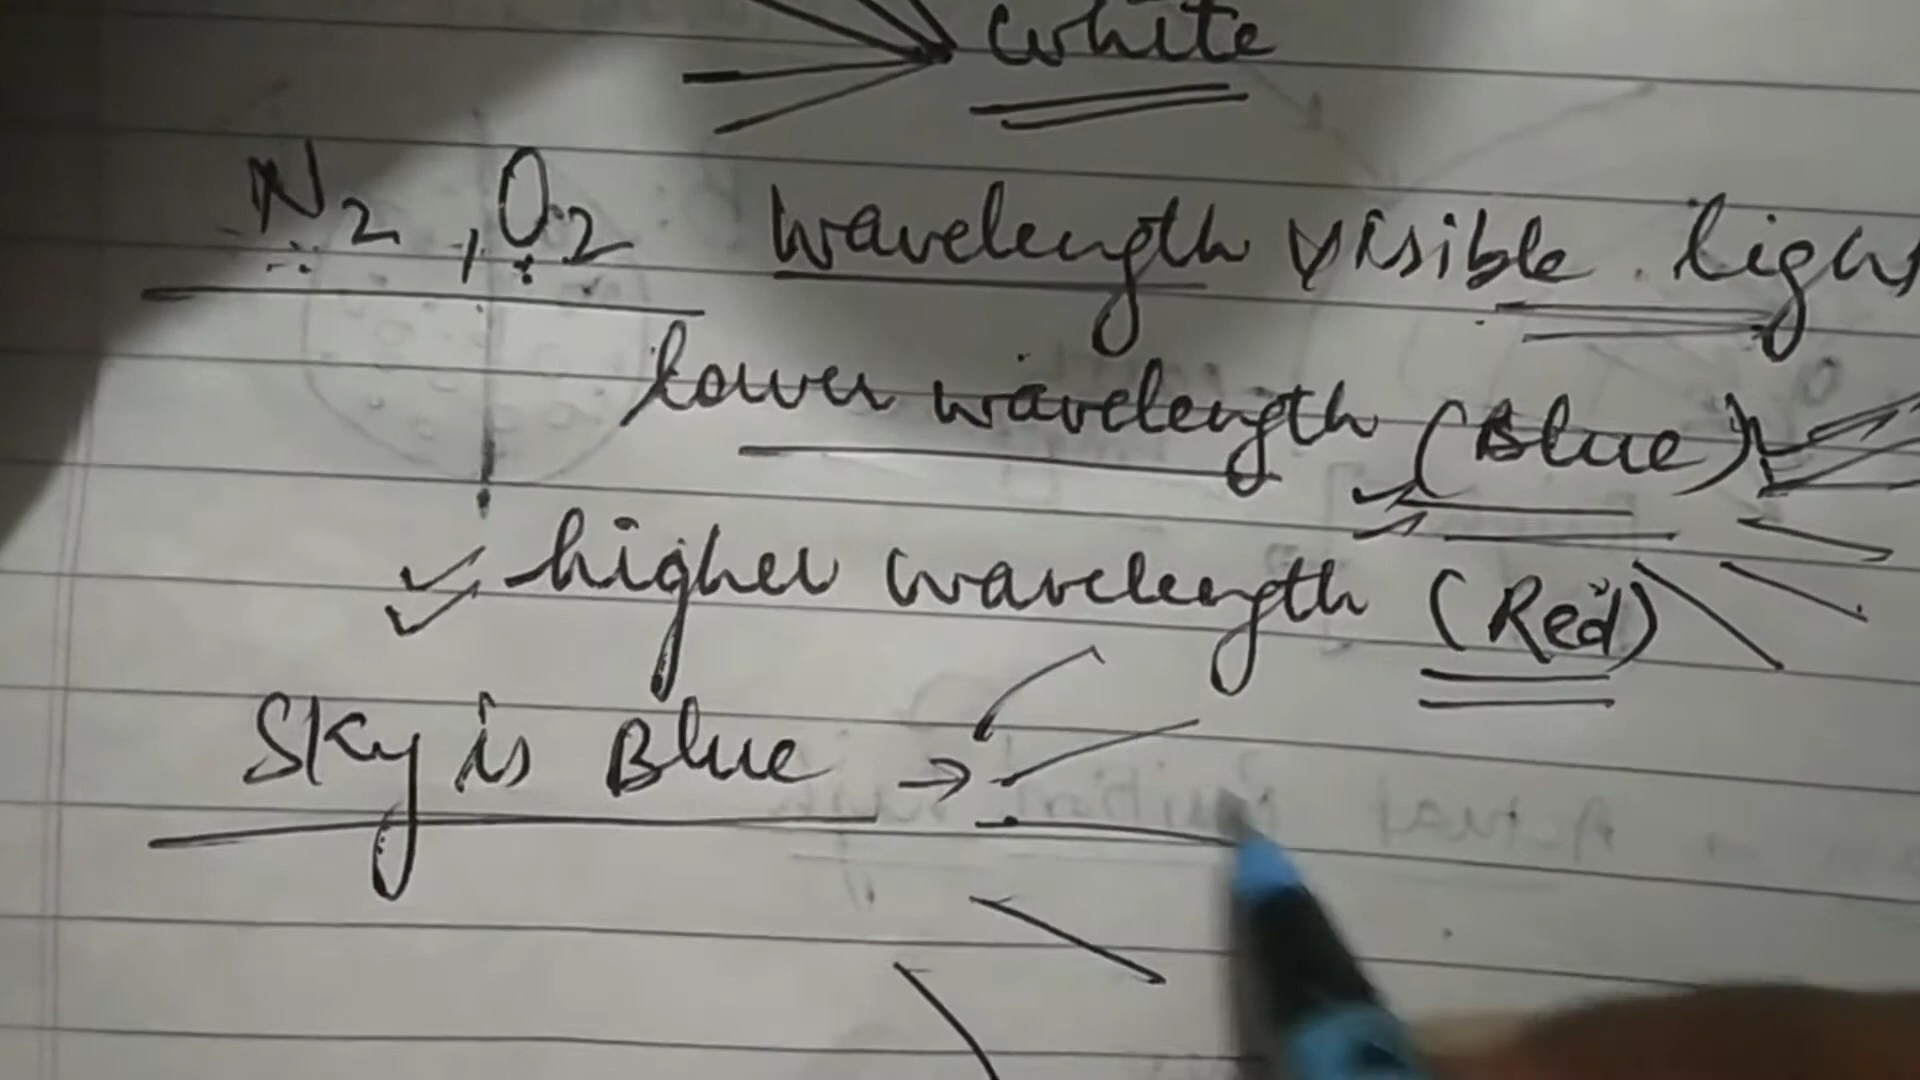 white
N2, O2 wavelength visible light
lower wavelength (Blue)
higher wavelength (Red)
Sky is Blue →